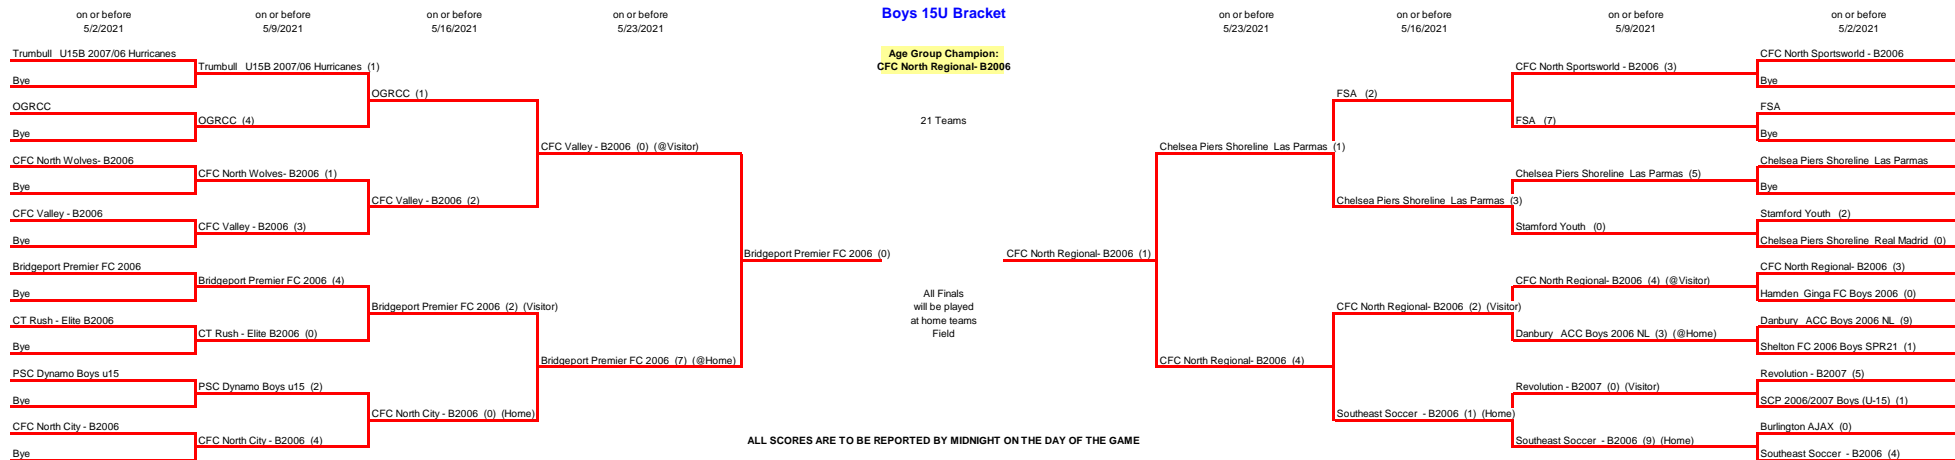 Boys 15U Bracket
on or before
5/2/2021
on or before
5/9/2021
on or before
5/16/2021
on or before
5/23/2021
on or before
5/23/2021
on or before
5/16/2021
on or before
5/9/2021
on or before
5/2/2021
Trumbull U15B 2007/06 Hurricanes
Bye
OGRCC
Bye
CFC North Wolves- B2006
Bye
CFC Valley - B2006
Bye
Bridgeport Premier FC 2006
Bye
CT Rush - Elite B2006
Bye
PSC Dynamo Boys u15
Bye
CFC North City - B2006
Bye
Trumbull U15B 2007/06 Hurricanes (1)
OGRCC (4)
CFC North Wolves- B2006 (1)
CFC Valley - B2006 (3)
Bridgeport Premier FC 2006 (4)
CT Rush - Elite B2006 (0)
PSC Dynamo Boys u15 (2)
CFC North City - B2006 (4)
OGRCC (1)
CFC Valley - B2006 (2)
Bridgeport Premier FC 2006 (2) (Visitor)
CFC North City - B2006 (0) (Home)
CFC Valley - B2006 (0) (@Visitor)
Bridgeport Premier FC 2006 (7) (@Home)
Bridgeport Premier FC 2006 (0)
Age Group Champion:
CFC North Regional- B2006
21 Teams
All Finals
will be played
at home teams
Field
ALL SCORES ARE TO BE REPORTED BY MIDNIGHT ON THE DAY OF THE GAME
CFC North Regional- B2006 (1)
Chelsea Piers Shoreline Las Parmas (1)
CFC North Regional- B2006 (4)
FSA (2)
Chelsea Piers Shoreline Las Parmas (3)
CFC North Regional- B2006 (2) (Visitor)
Southeast Soccer - B2006 (1) (Home)
CFC North Sportsworld - B2006 (3)
FSA (7)
Chelsea Piers Shoreline Las Parmas (5)
Stamford Youth (0)
CFC North Regional- B2006 (4) (@Visitor)
Danbury ACC Boys 2006 NL (3) (@Home)
Revolution - B2007 (0) (Visitor)
Southeast Soccer - B2006 (9) (Home)
CFC North Sportsworld - B2006
Bye
FSA
Bye
Chelsea Piers Shoreline Las Parmas
Bye
Stamford Youth (2)
Chelsea Piers Shoreline Real Madrid (0)
CFC North Regional- B2006 (3)
Hamden Ginga FC Boys 2006 (0)
Danbury ACC Boys 2006 NL (9)
Shelton FC 2006 Boys SPR21 (1)
Revolution - B2007 (5)
SCP 2006/2007 Boys (U-15) (1)
Burlington AJAX (0)
Southeast Soccer - B2006 (4)